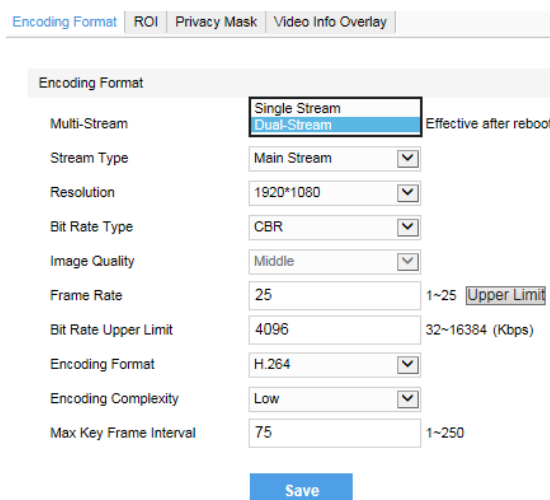 Encoding Format ROI Privacy Mask Video Info Overlay
Encoding Format
Single Stream
Multi-Stream Dual-Stream Effective after reboot
Stream Type Main Stream
Resolution 1920*1080
Bit Rate Type CBR
Image Quality Middle
Frame Rate 25 1~25 Upper Limit
Bit Rate Upper Limit 4096 32~16384 (Kbps)
Encoding Format H.264
Encoding Complexity Low
Max Key Frame Interval 75 1~250
Save